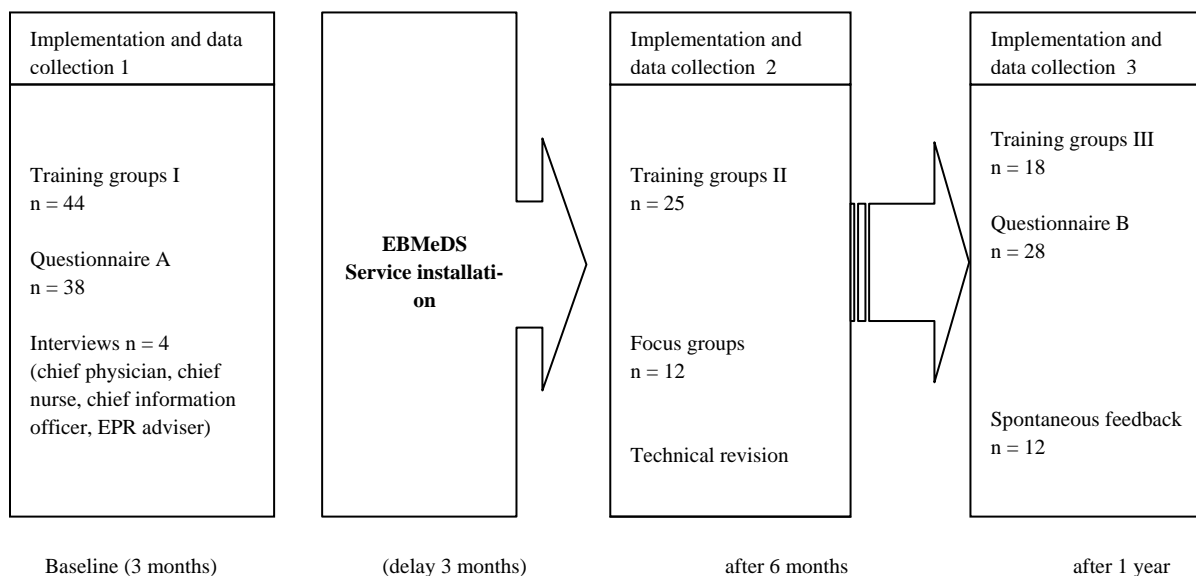 Implementation and data
collection 1
Training groups I
n = 44
Questionnaire A
n = 38
Interviews n = 4
(chief physician, chief
nurse, chief information
officer, EPR adviser)
EBMeDS
Service installati-
on
Implementation and
data collection  2
Training groups II
n = 25
Focus groups
n = 12
Technical revision
Implementation and
data collection  3
Training groups III
n = 18
Questionnaire B
n = 28
Spontaneous feedback
n = 12
Baseline (3 months)
(delay 3 months)
after 6 months
after 1 year